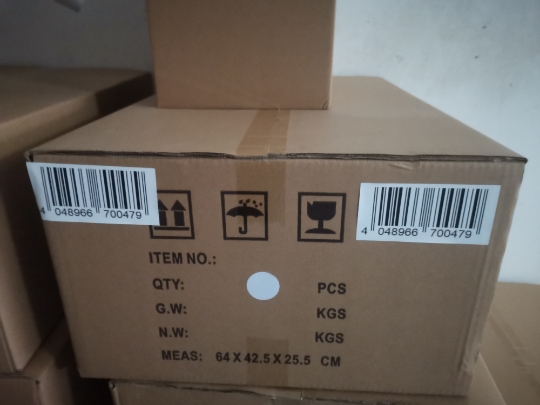 4 048966 700479
4 048966 700479
ITEM NO.:
QTY: PCS
G.W: KGS
N.W: KGS
MEAS: 64 X 42.5 X 25.5 CM